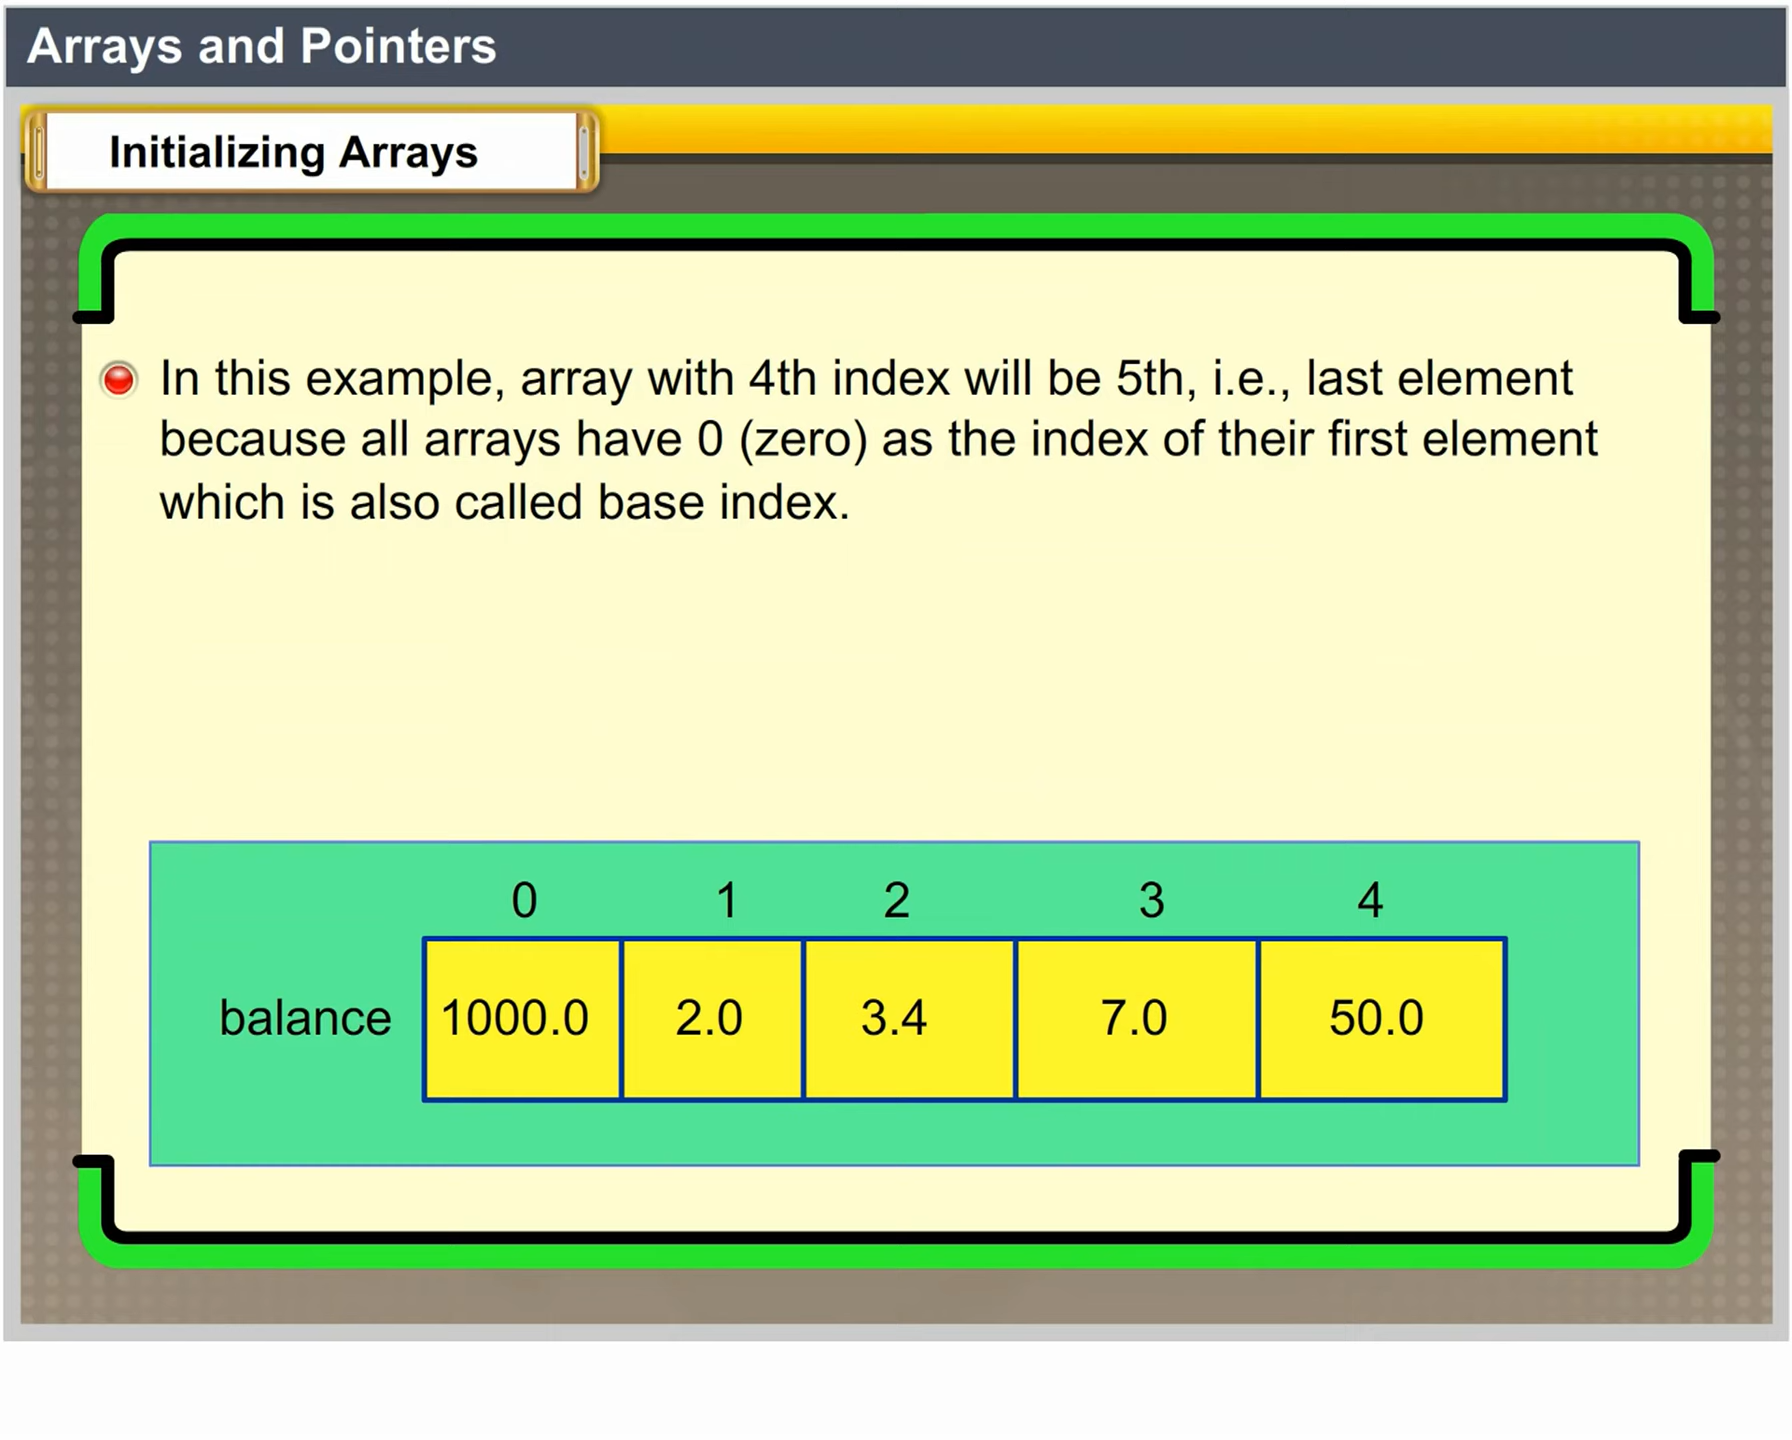 Arrays and Pointers
Initializing Arrays
In this example, array with 4th index will be 5th, i.e., last element
because all arrays have 0 (zero) as the index of their first element
which is also called base index.
0 1 2 3 4
balance 1000.0 2.0 3.4 7.0 50.0